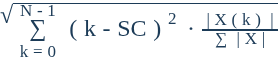 √ N - 1
∑ ( k - SC ) 2 · | X ( k ) | / ∑ | X |
k = 0